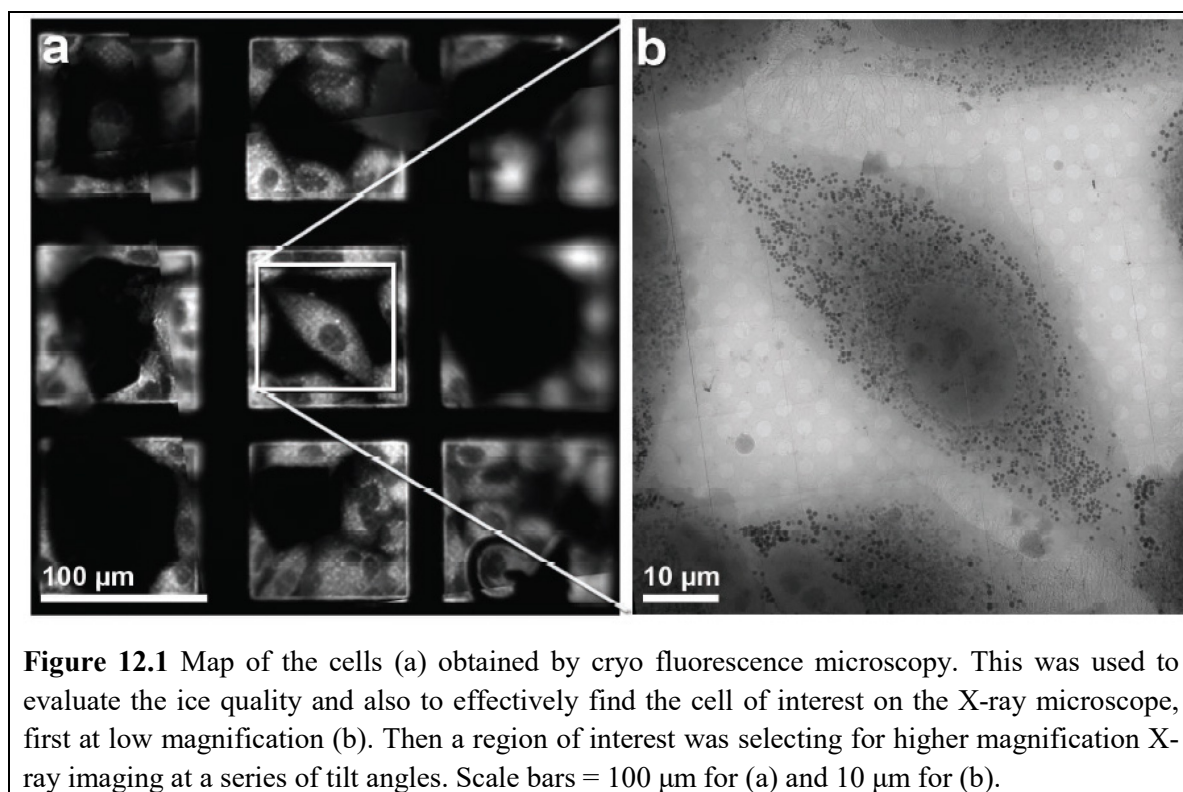 a
b
100 µm
10 µm
Figure 12.1 Map of the cells (a) obtained by cryo fluorescence microscopy. This was used to
evaluate the ice quality and also to effectively find the cell of interest on the X-ray microscope,
first at low magnification (b). Then a region of interest was selecting for higher magnification X-
ray imaging at a series of tilt angles. Scale bars = 100 µm for (a) and 10 µm for (b).